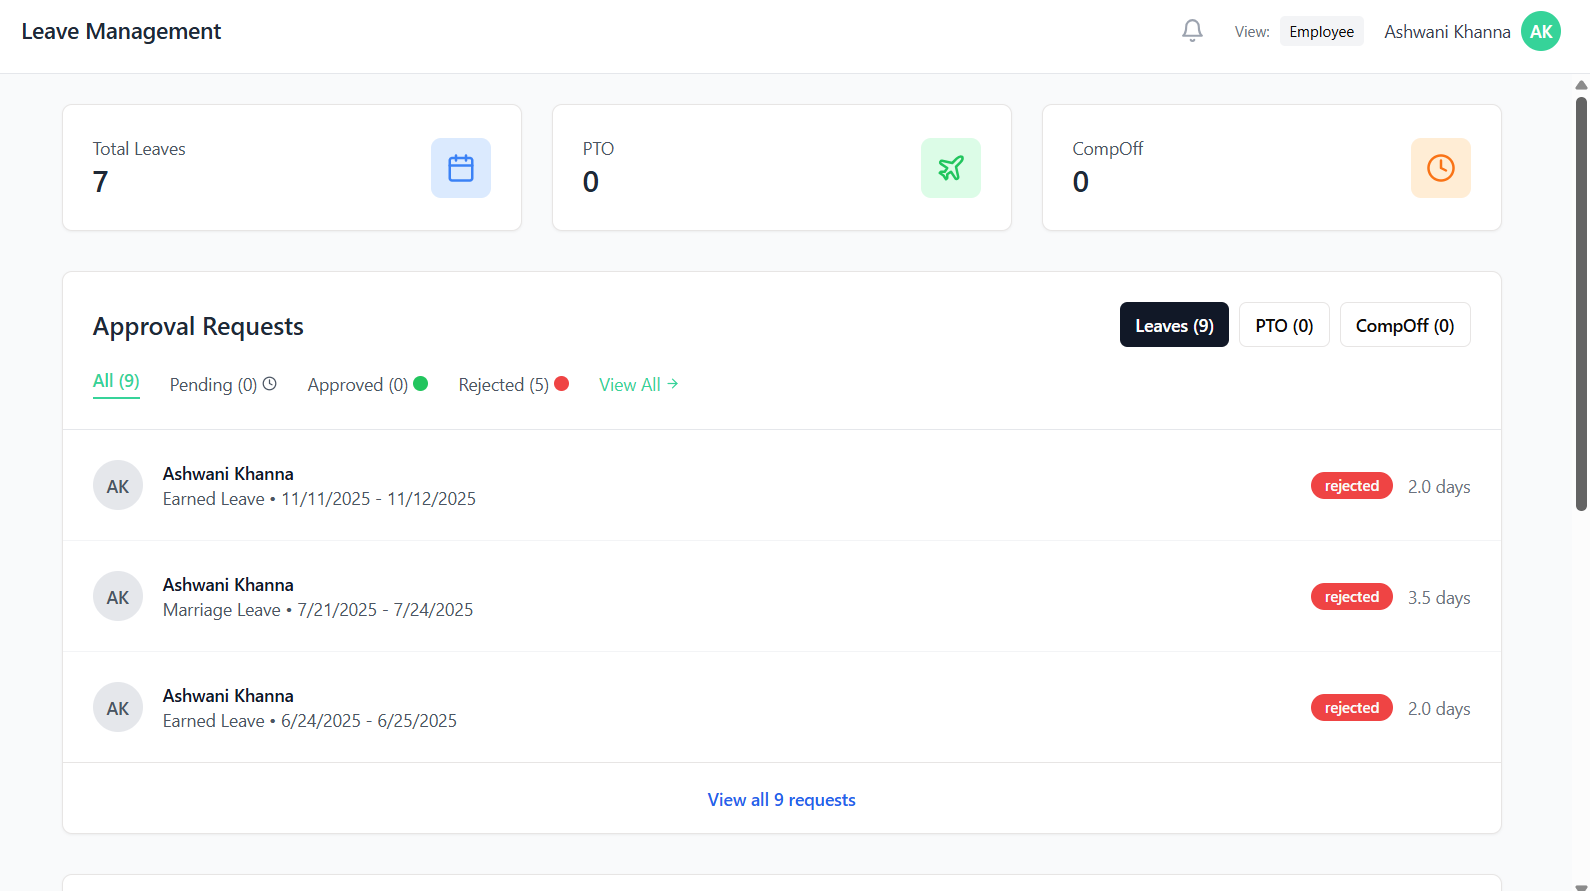 Leave Management
View: Employee Ashwani Khanna AK
Total Leaves
7
PTO
0
CompOff
0
Approval Requests
Leaves (9) PTO (0) CompOff (0)
All (9) Pending (0) Approved (0) Rejected (5) View All →
AK
Ashwani Khanna
Earned Leave • 11/11/2025 - 11/12/2025
rejected 2.0 days
AK
Ashwani Khanna
Marriage Leave • 7/21/2025 - 7/24/2025
rejected 3.5 days
AK
Ashwani Khanna
Earned Leave • 6/24/2025 - 6/25/2025
rejected 2.0 days
View all 9 requests